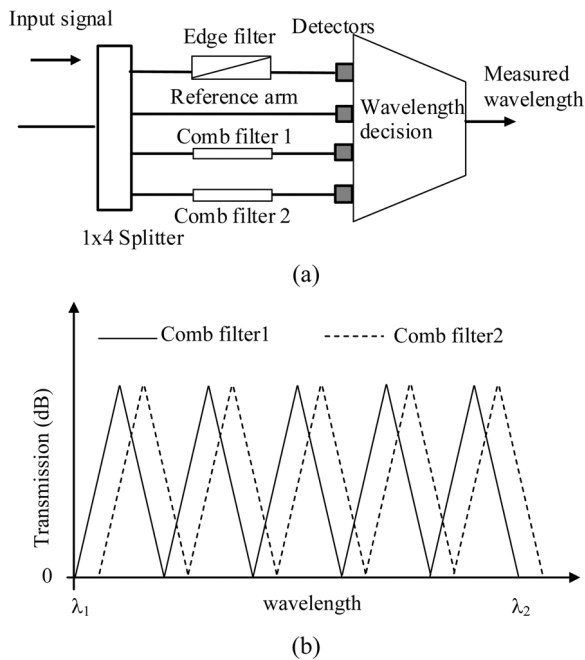 Input signal
Edge filter
Detectors
Reference arm
Comb filter 1
Comb filter 2
1x4 Splitter
Wavelength
decision
Measured
wavelength
(a)
Comb filter1
Comb filter2
Transmission (dB)
0
λ1
wavelength
λ2
(b)